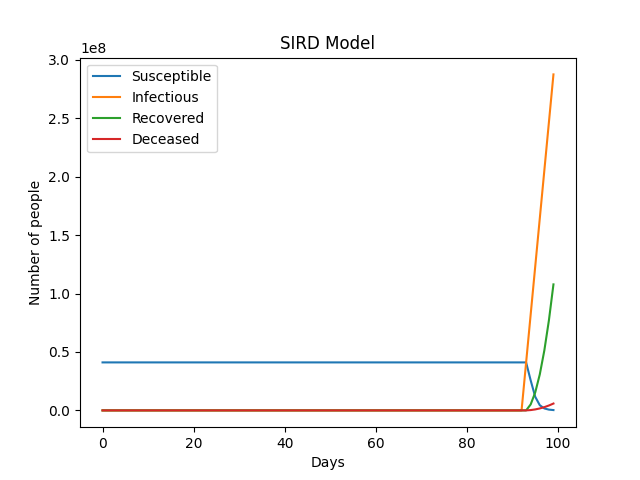 SIRD Model
1e8
3.0
2.5
2.0
1.5
1.0
0.5
0.0
Number of people
Susceptible
Infectious
Recovered
Deceased
0 20 40 60 80 100
Days